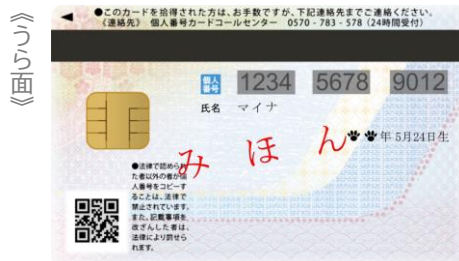 《うら面》
◀ ●このカードを拾得された方は、お手数ですが、下記連絡先までご連絡ください。
《連絡先》 個人番号カードコールセンター 0570-783-578 (24時間受付)
個人番号 1234 5678 9012
氏名 マイナ
年 5月24日生
みほん
●法律で認められ
た者以外の者が個
人番号をコピーす
ることは、法律で
禁止されています。
また、記載事項を
改ざんした者は、
法律により罰せら
れます。